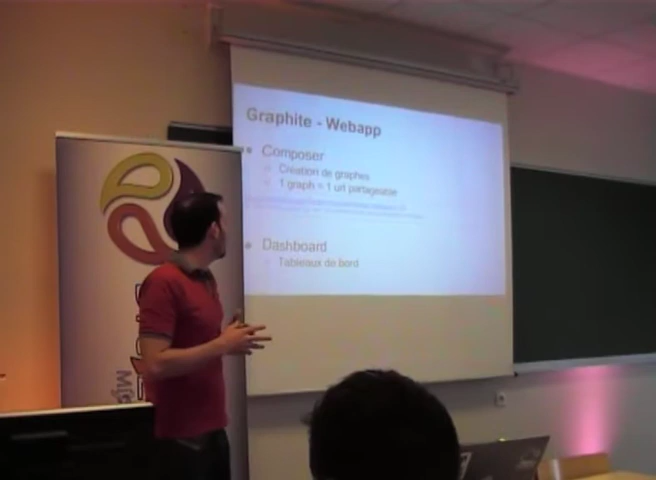 Graphite - Webapp
Composer
Création de graphes
1 graph = 1 url partageable
Dashboard
Tableaux de bord